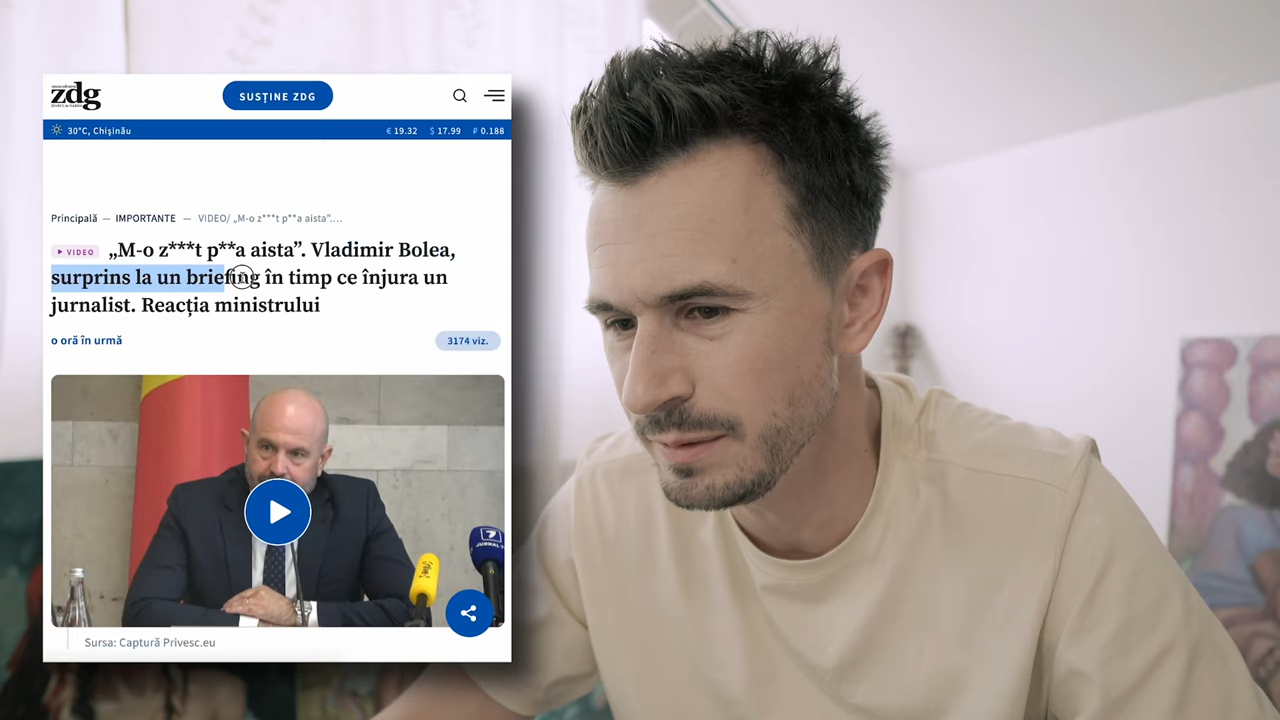 zdg
SUSȚINE ZDG
30°C, Chișinău € 19.32 $ 17.99 ₽ 0.188
Principală — IMPORTANTE — VIDEO/ „M-o z***t p**a aista”....
VIDEO „M-o z***t p**a aista”. Vladimir Bolea,
surprins la un briefing în timp ce înjura un
jurnalist. Reacția ministrului
o oră în urmă 3174 viz.
7
JURNAL
Sursa: Captură Privesc.eu